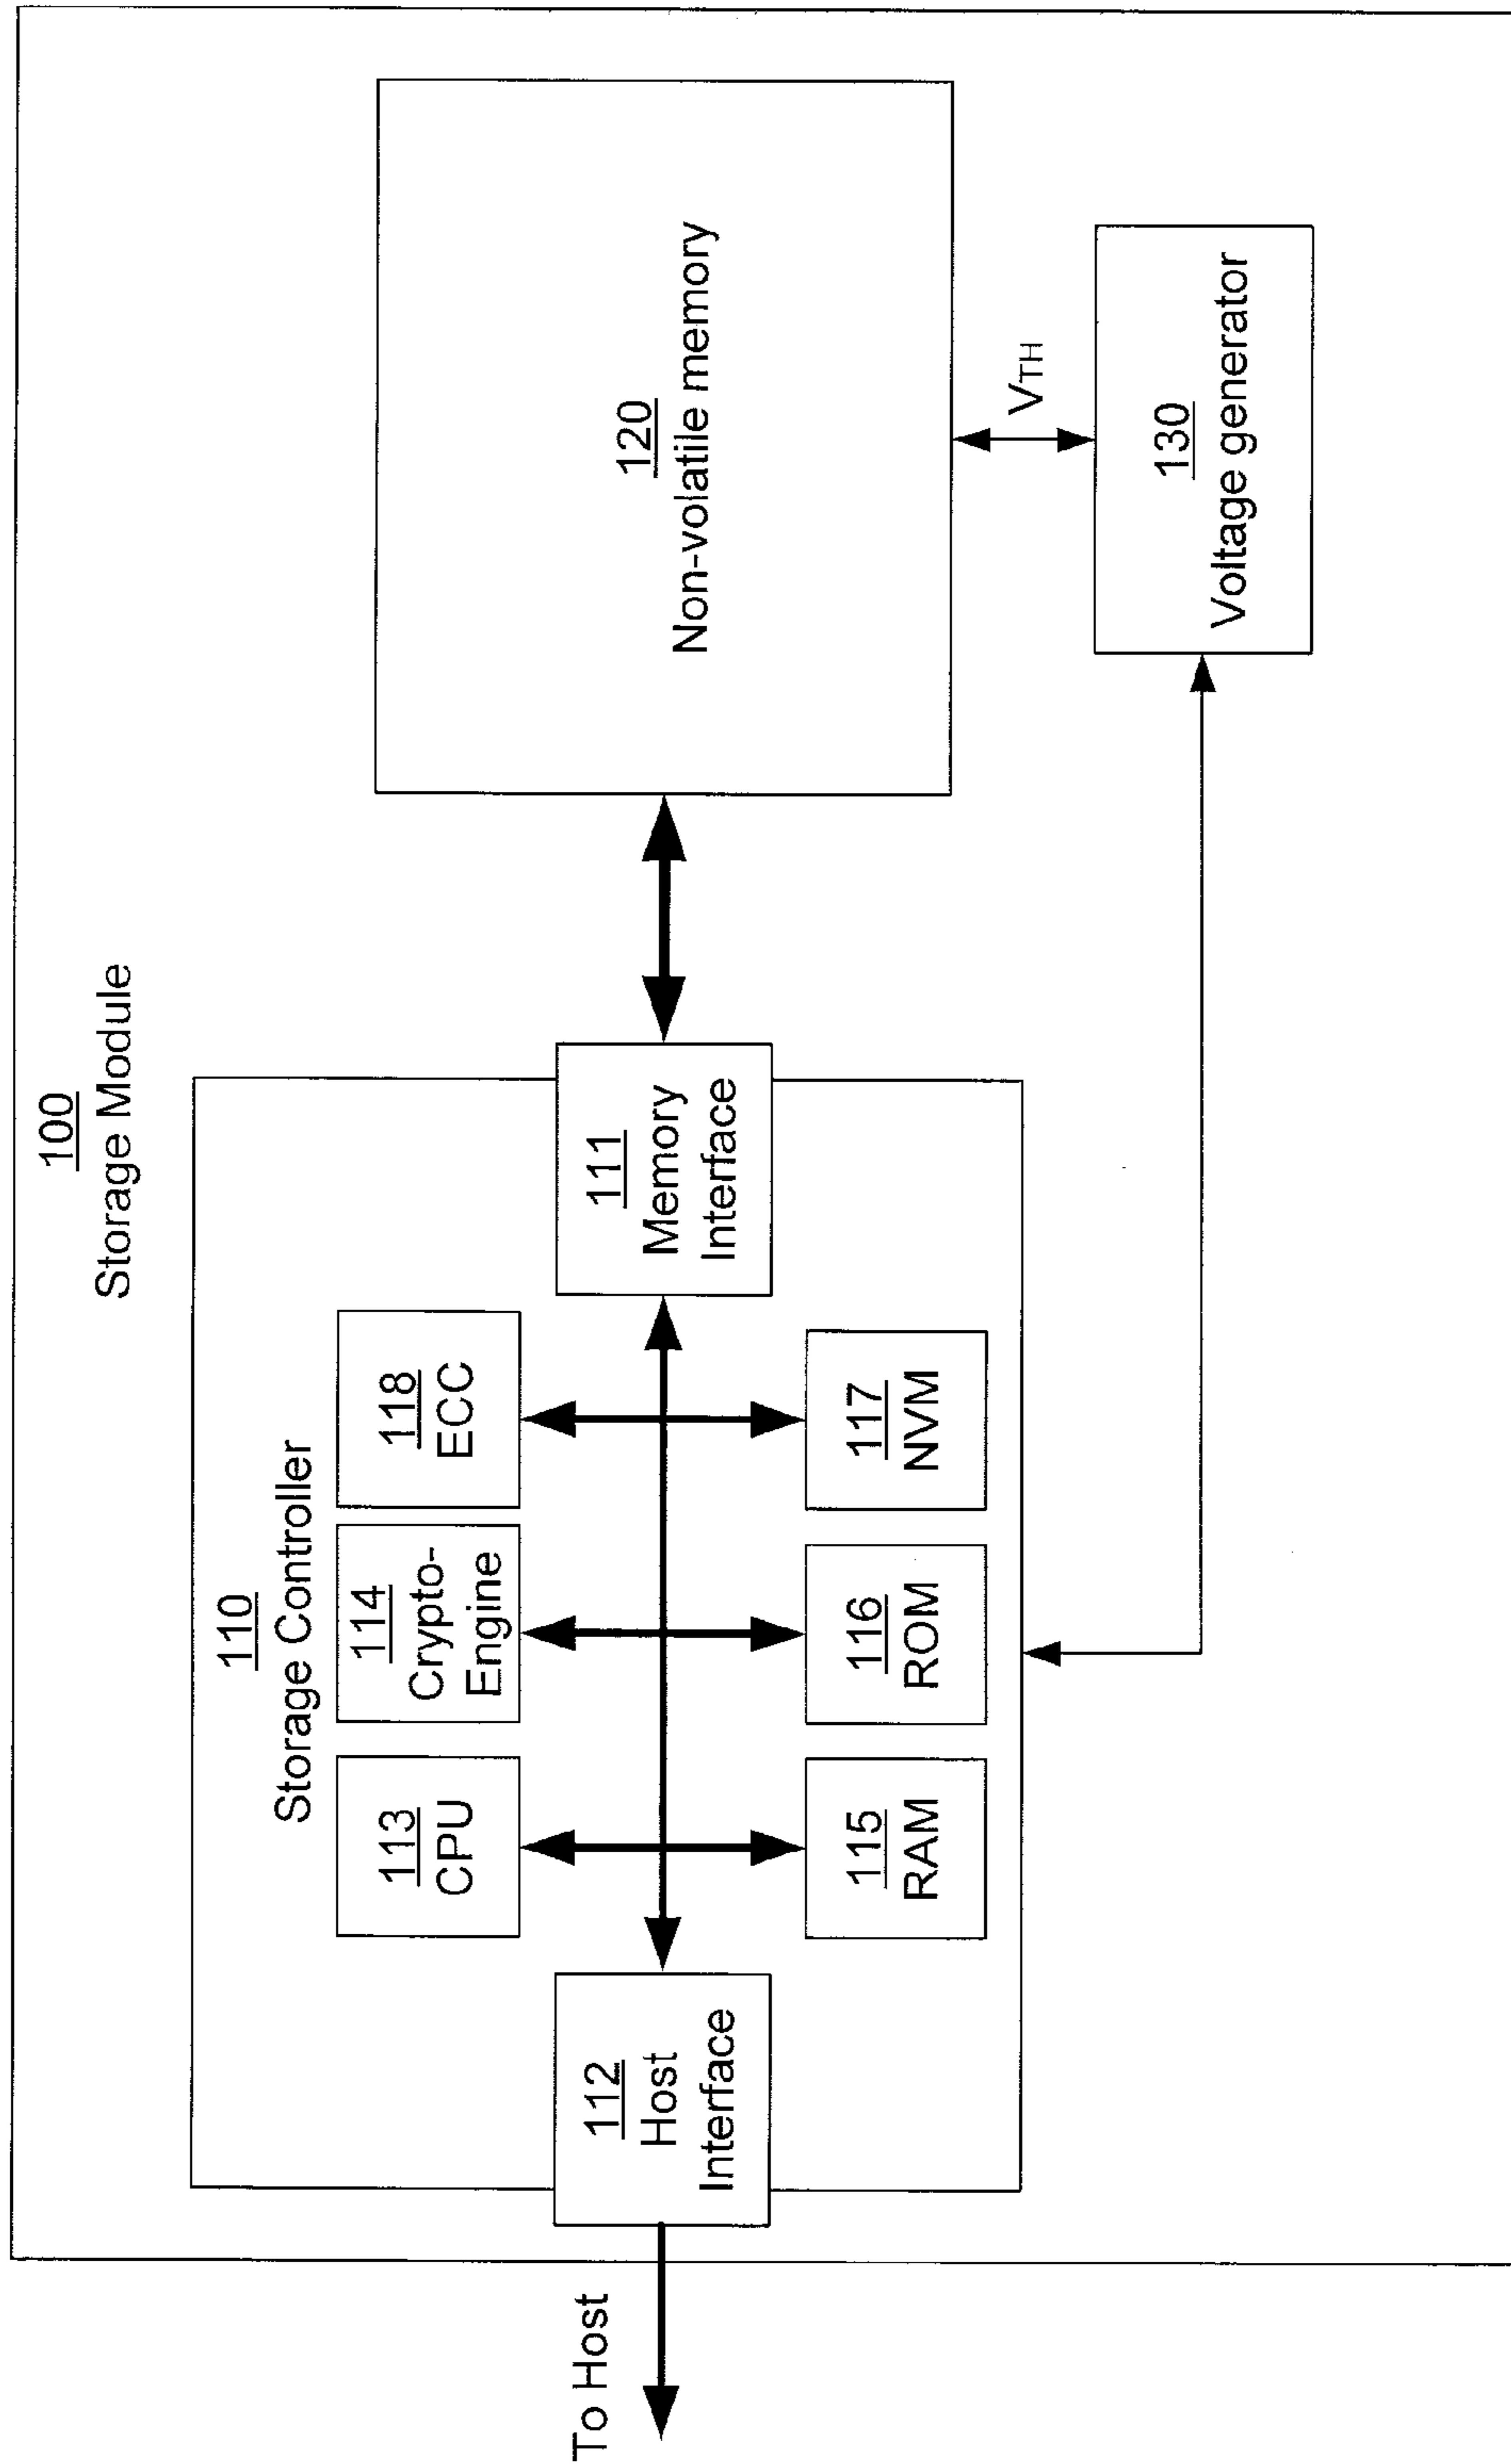 100
Storage Module
110
Storage Controller
113
CPU
114
Crypto-
Engine
118
ECC
112
Host
Interface
111
Memory
Interface
115
RAM
116
ROM
117
NVM
120
Non-volatile memory
VTH
130
Voltage generator
To Host